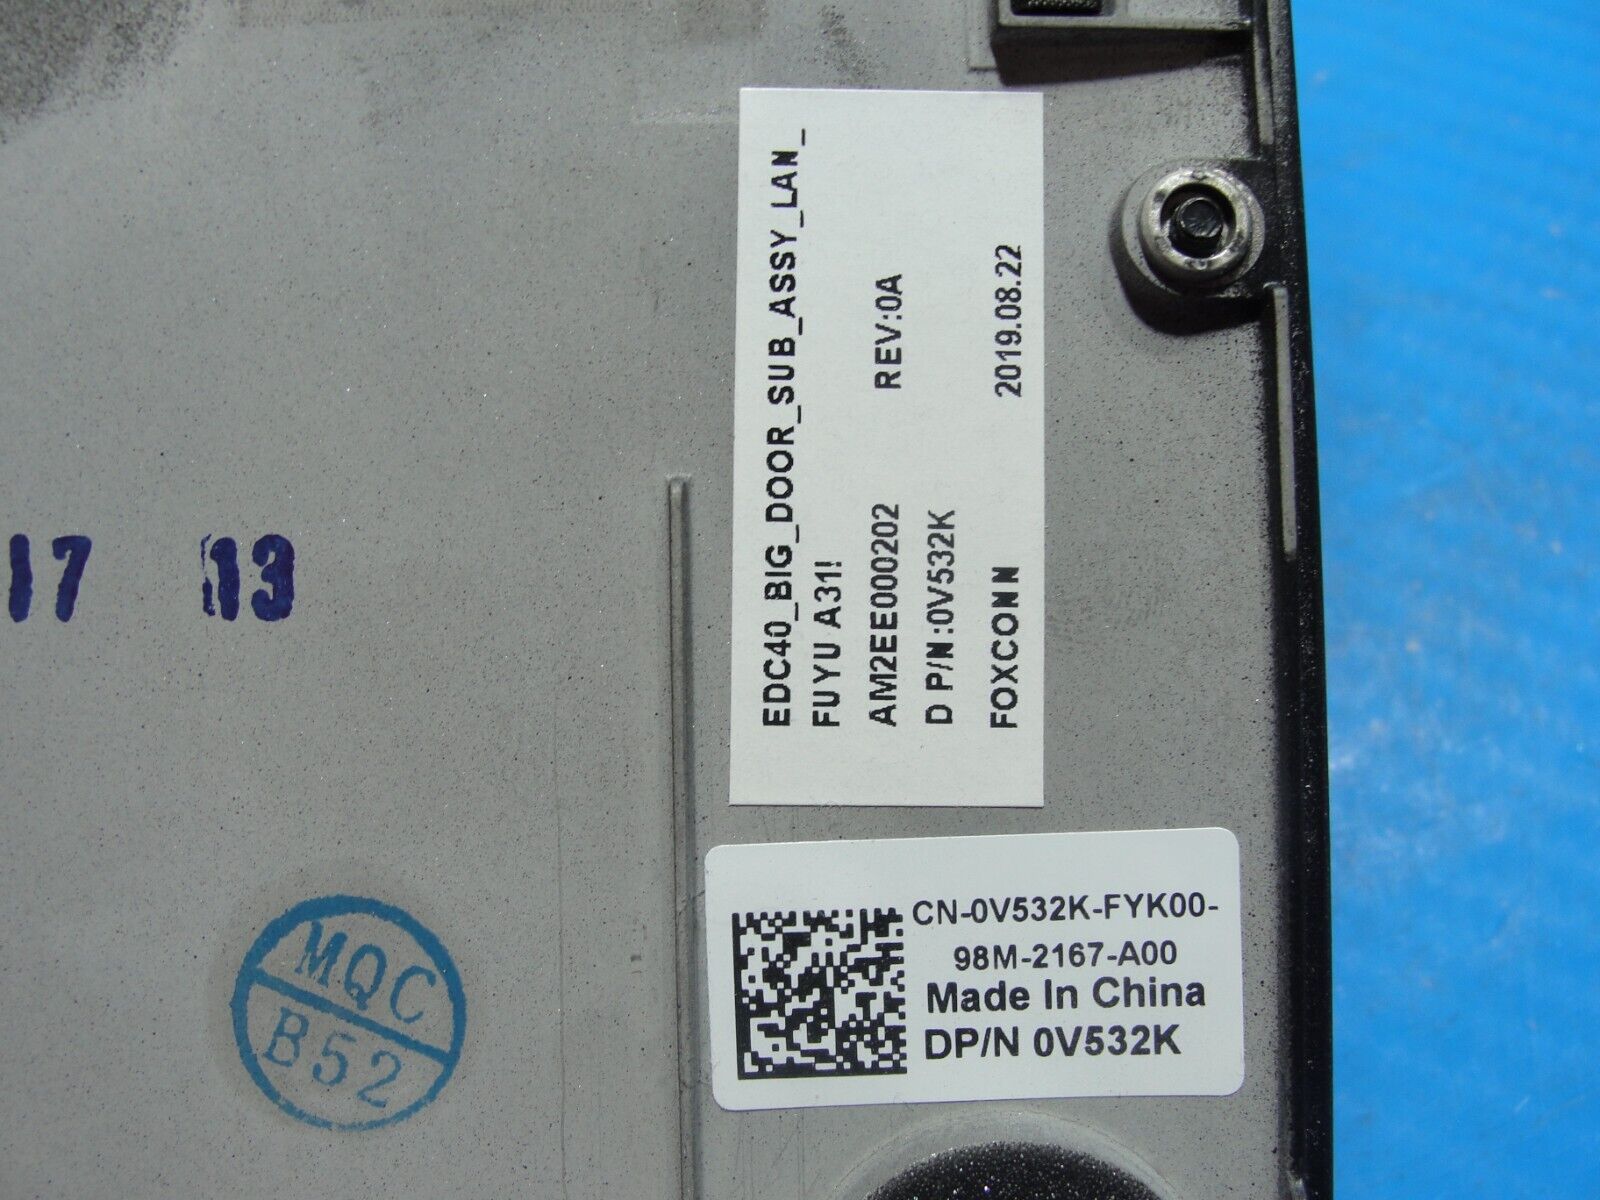 EDC40_BIG_DOOR_SUB_ASSY_LAN_
FUYU A31!
AM2EE000202 REV:0A
D P/N:0V532K
FOXCONN 2019.08.22
17 13
MQC
B52
CN-0V532K-FYK00-
98M-2167-A00
Made In China
DP/N 0V532K